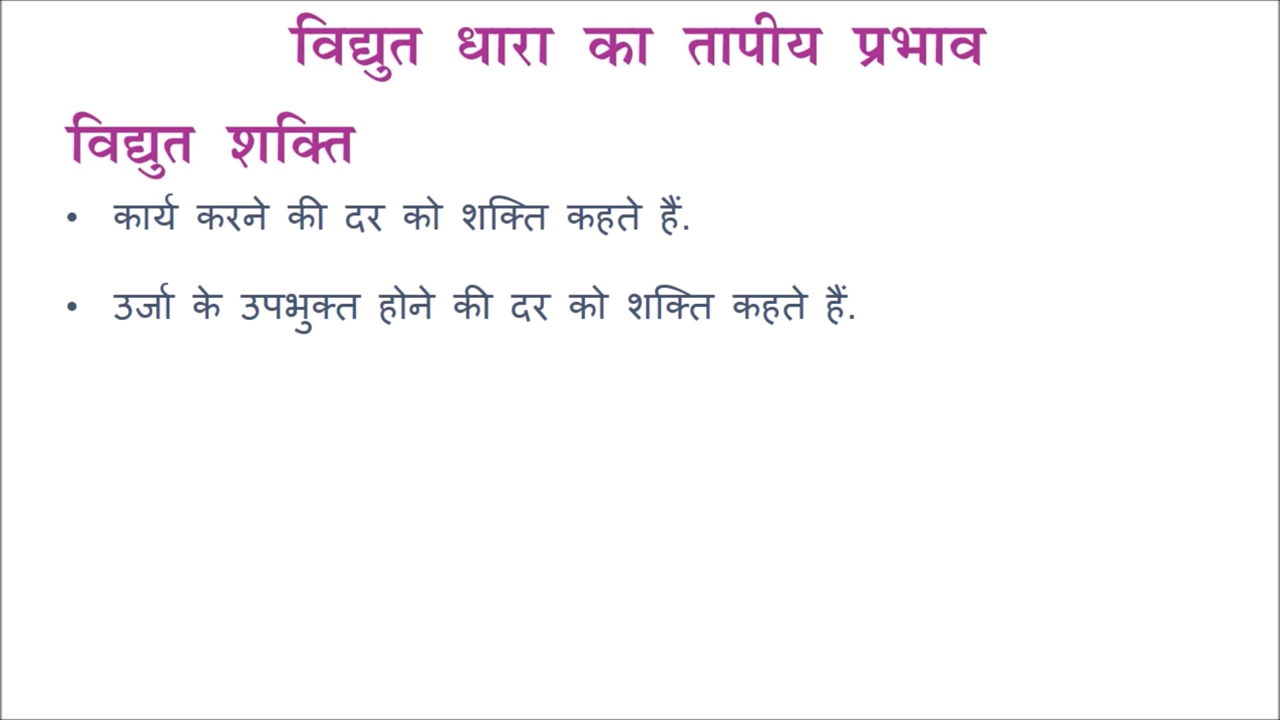 विद्युत धारा का तापीय प्रभाव
विद्युत शक्ति
• कार्य करने की दर को शक्ति कहते हैं.
• उर्जा के उपभुक्त होने की दर को शक्ति कहते हैं.